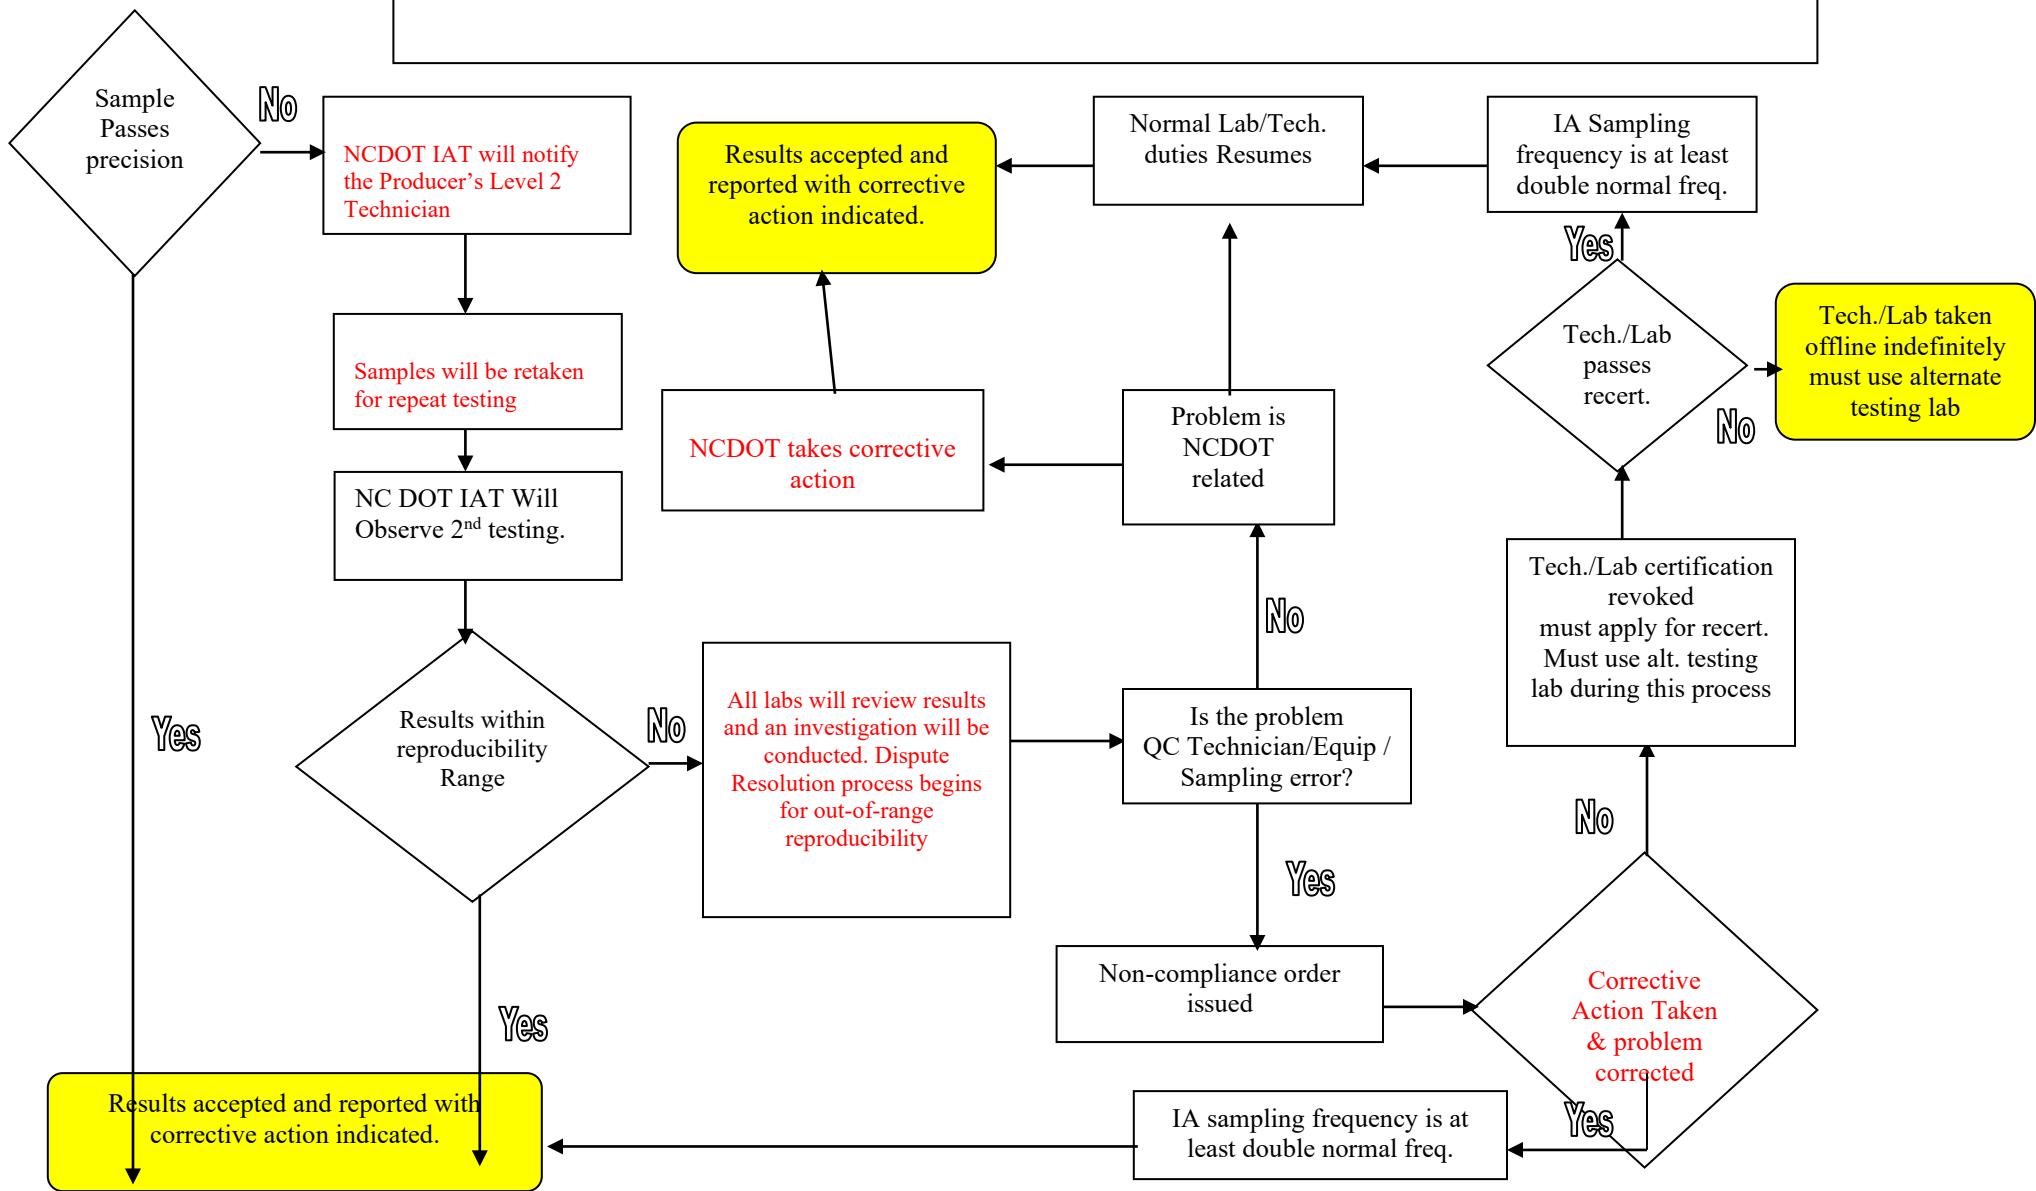 Sample
Passes
precision
No
NCDOT IAT will notify
the Producer’s Level 2
Technician
Results accepted and
reported with corrective
action indicated.
Normal Lab/Tech.
duties Resumes
IA Sampling
frequency is at least
double normal freq.
Yes
Samples will be retaken
for repeat testing
Tech./Lab
passes
recert.
Tech./Lab taken
offline indefinitely
must use alternate
testing lab
No
NCDOT takes corrective
action
Problem is
NCDOT
related
NC DOT IAT Will
Observe 2nd testing.
Tech./Lab certification
revoked
must apply for recert.
Must use alt. testing
lab during this process
No
Yes
Results within
reproducibility
Range
No
All labs will review results
and an investigation will be
conducted. Dispute
Resolution process begins
for out-of-range
reproducibility
Is the problem
QC Technician/Equip /
Sampling error?
No
Yes
Non-compliance order
issued
Corrective
Action Taken
& problem
corrected
Yes
Yes
Results accepted and reported with
corrective action indicated.
IA sampling frequency is at
least double normal freq.